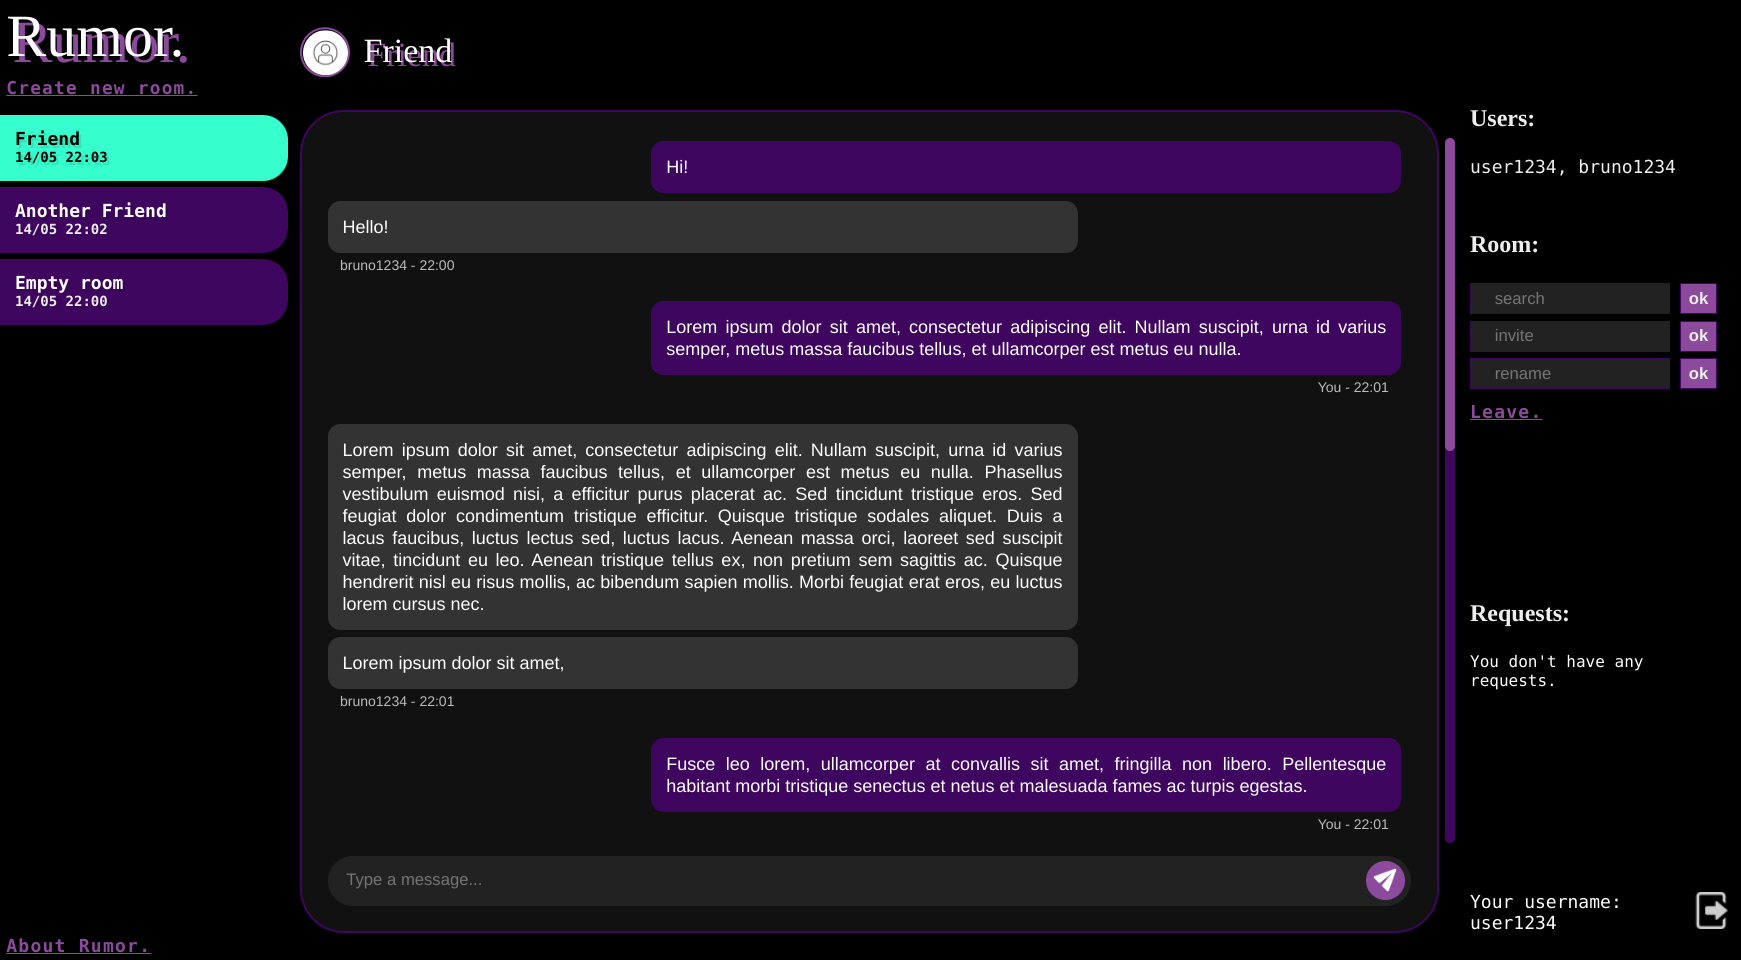 Rumor.
Create new room.
Friend
14/05 22:03
Another Friend
14/05 22:02
Empty room
14/05 22:00
About Rumor.
Friend
Hi!
Hello!
bruno1234 - 22:00
Lorem ipsum dolor sit amet, consectetur adipiscing elit. Nullam suscipit, urna id varius
semper, metus massa faucibus tellus, et ullamcorper est metus eu nulla.
You - 22:01
Lorem ipsum dolor sit amet, consectetur adipiscing elit. Nullam suscipit, urna id varius
semper, metus massa faucibus tellus, et ullamcorper est metus eu nulla. Phasellus
vestibulum euismod nisi, a efficitur purus placerat ac. Sed tincidunt tristique eros. Sed
feugiat dolor condimentum tristique efficitur. Quisque tristique sodales aliquet. Duis a
lacus faucibus, luctus lectus sed, luctus lacus. Aenean massa orci, laoreet sed suscipit
vitae, tincidunt eu leo. Aenean tristique tellus ex, non pretium sem sagittis ac. Quisque
hendrerit nisl eu risus mollis, ac bibendum sapien mollis. Morbi feugiat erat eros, eu luctus
lorem cursus nec.
Lorem ipsum dolor sit amet,
bruno1234 - 22:01
Fusce leo lorem, ullamcorper at convallis sit amet, fringilla non libero. Pellentesque
habitant morbi tristique senectus et netus et malesuada fames ac turpis egestas.
You - 22:01
Type a message...
Users:
user1234, bruno1234
Room:
search ok
invite ok
rename ok
Leave.
Requests:
You don't have any
requests.
Your username:
user1234